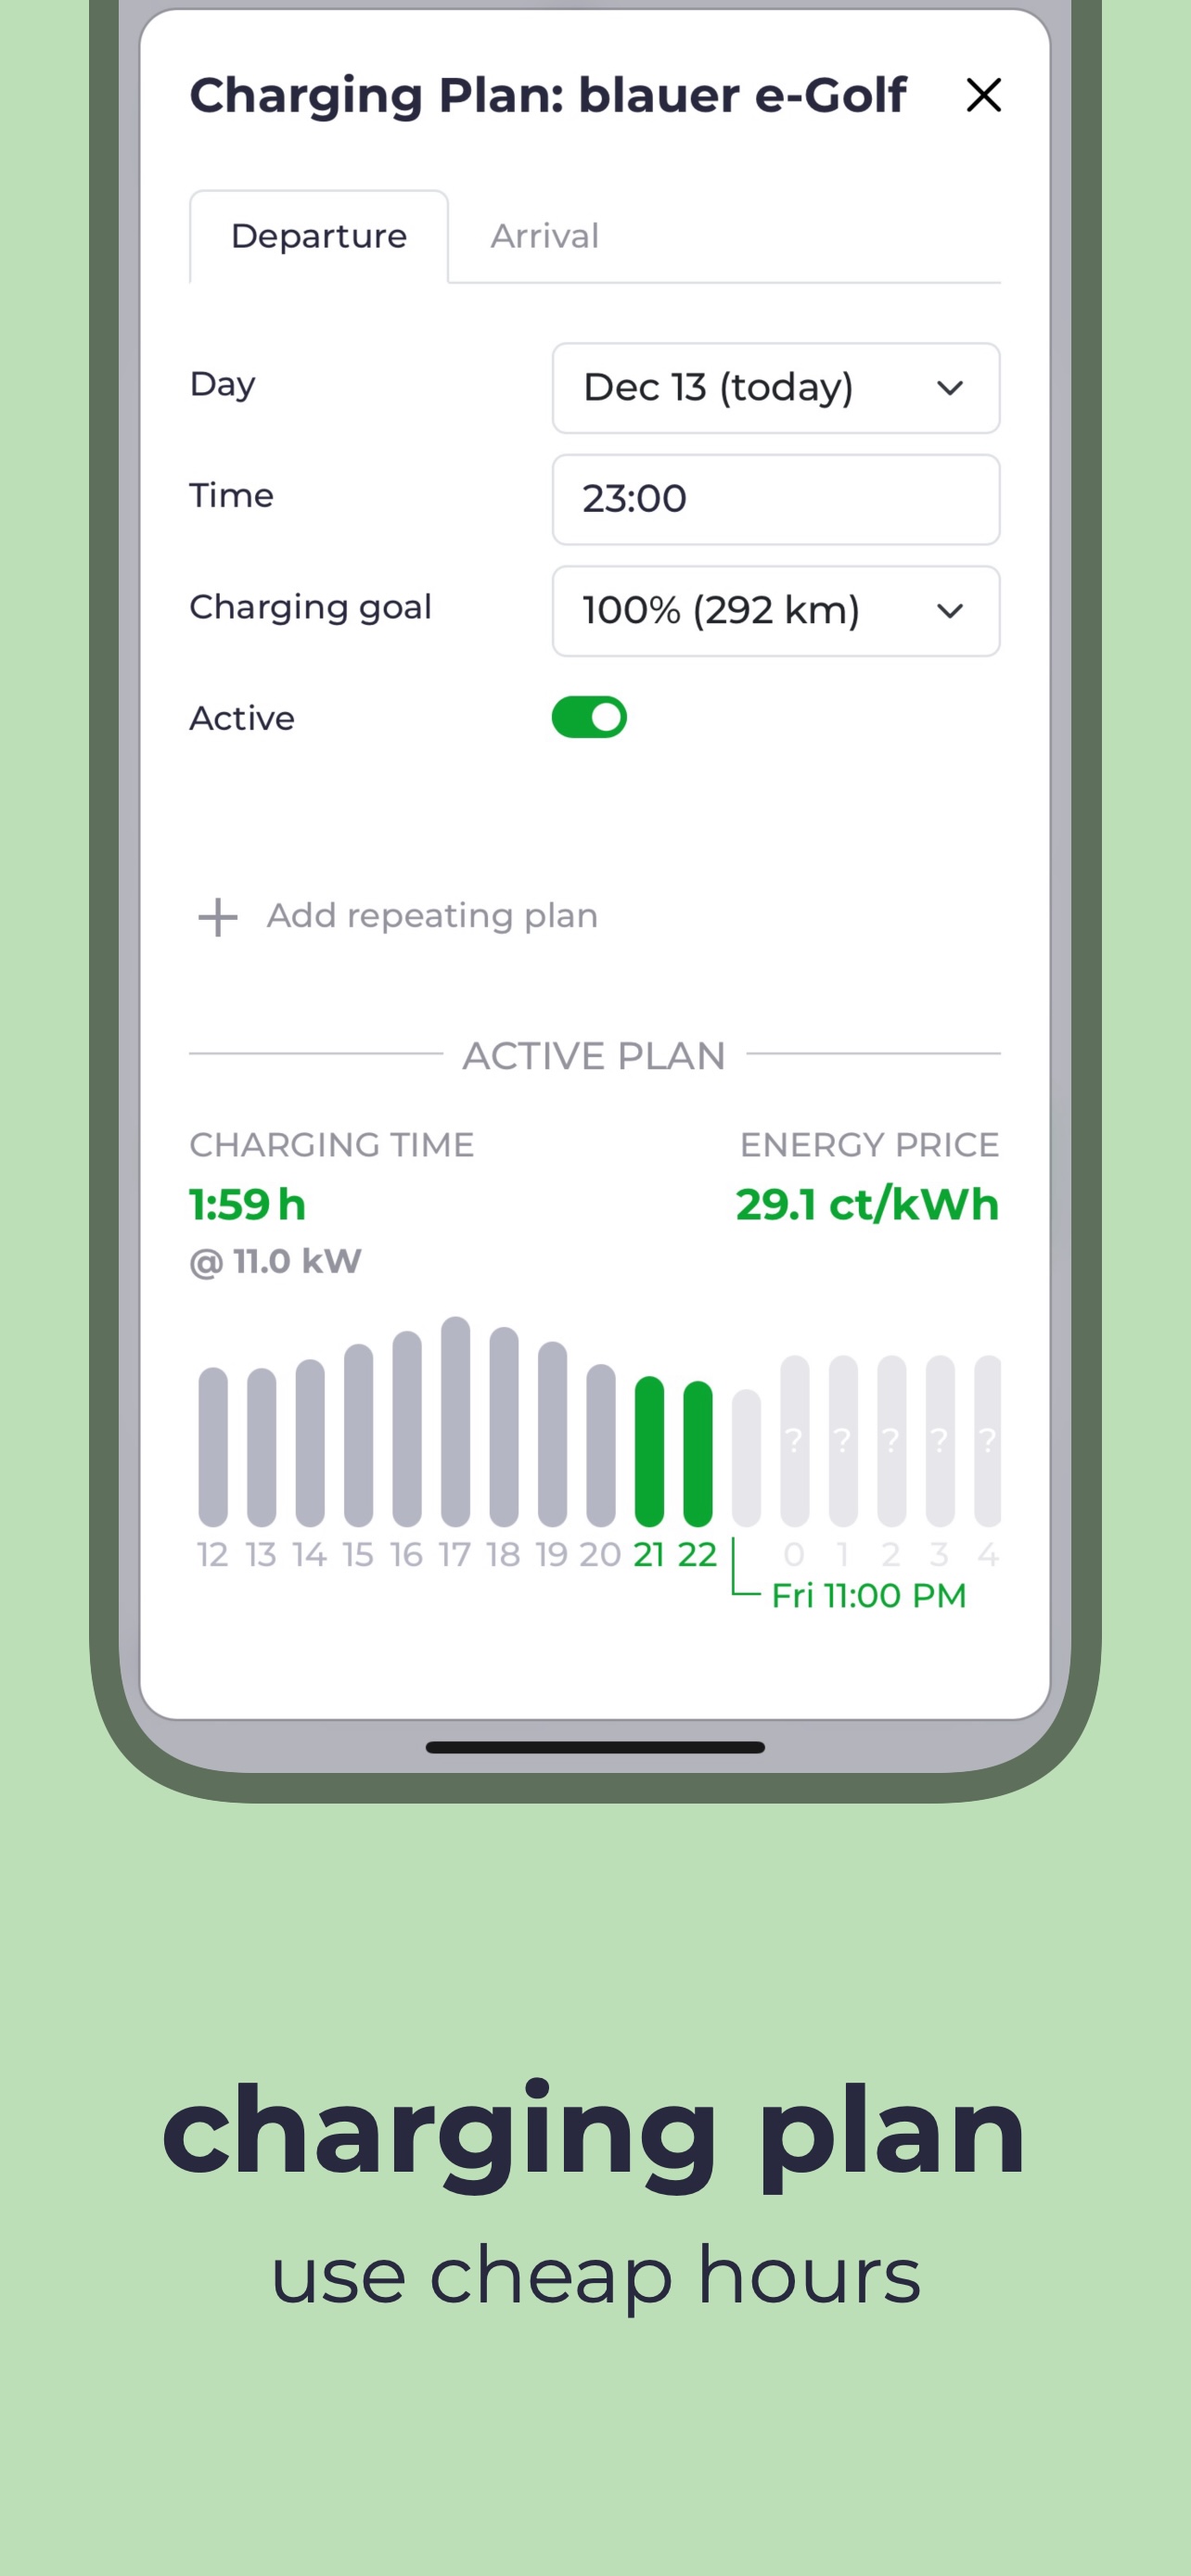 Charging Plan: blauer e-Golf
Departure Arrival
Day Dec 13 (today)
Time 23:00
Charging goal 100% (292 km)
Active
Add repeating plan
ACTIVE PLAN
CHARGING TIME ENERGY PRICE
1:59 h 29.1 ct/kWh
@ 11.0 kW
? ? ? ? ?
12 13 14 15 16 17 18 19 20 21 22 0 1 2 3 4
Fri 11:00 PM
charging plan
use cheap hours